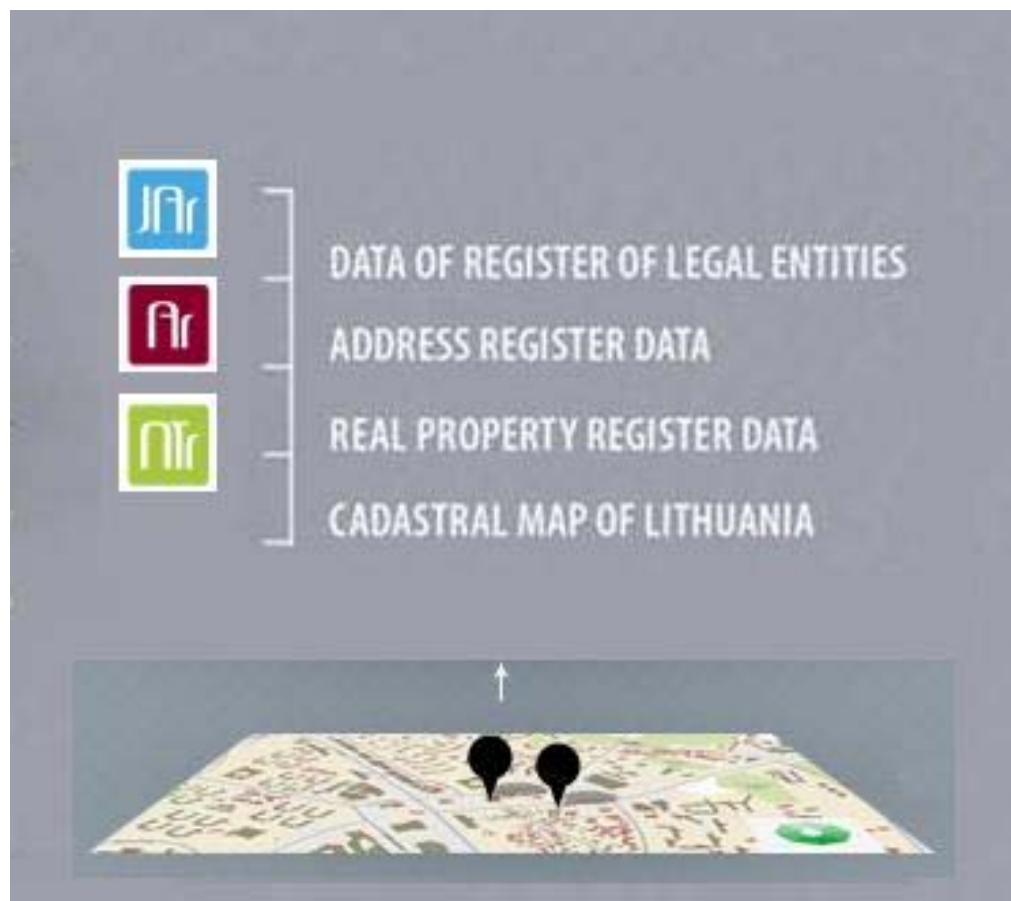 JAr
DATA OF REGISTER OF LEGAL ENTITIES
Ar
ADDRESS REGISTER DATA
NTr
REAL PROPERTY REGISTER DATA
CADASTRAL MAP OF LITHUANIA